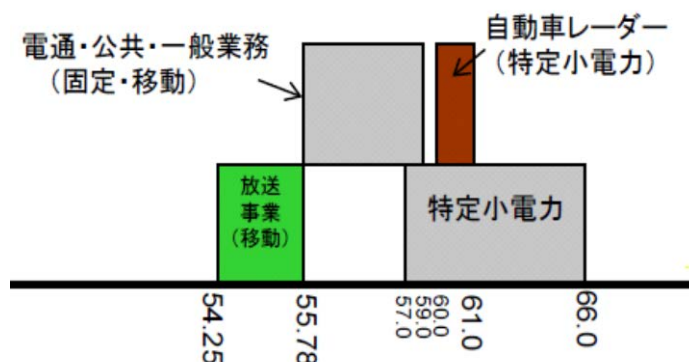 電通・公共・一般業務
（固定・移動）
自動車レーダー
（特定小電力）
放送
事業
（移動）
特定小電力
54.25
55.78
57.0
59.0
60.0
61.0
66.0